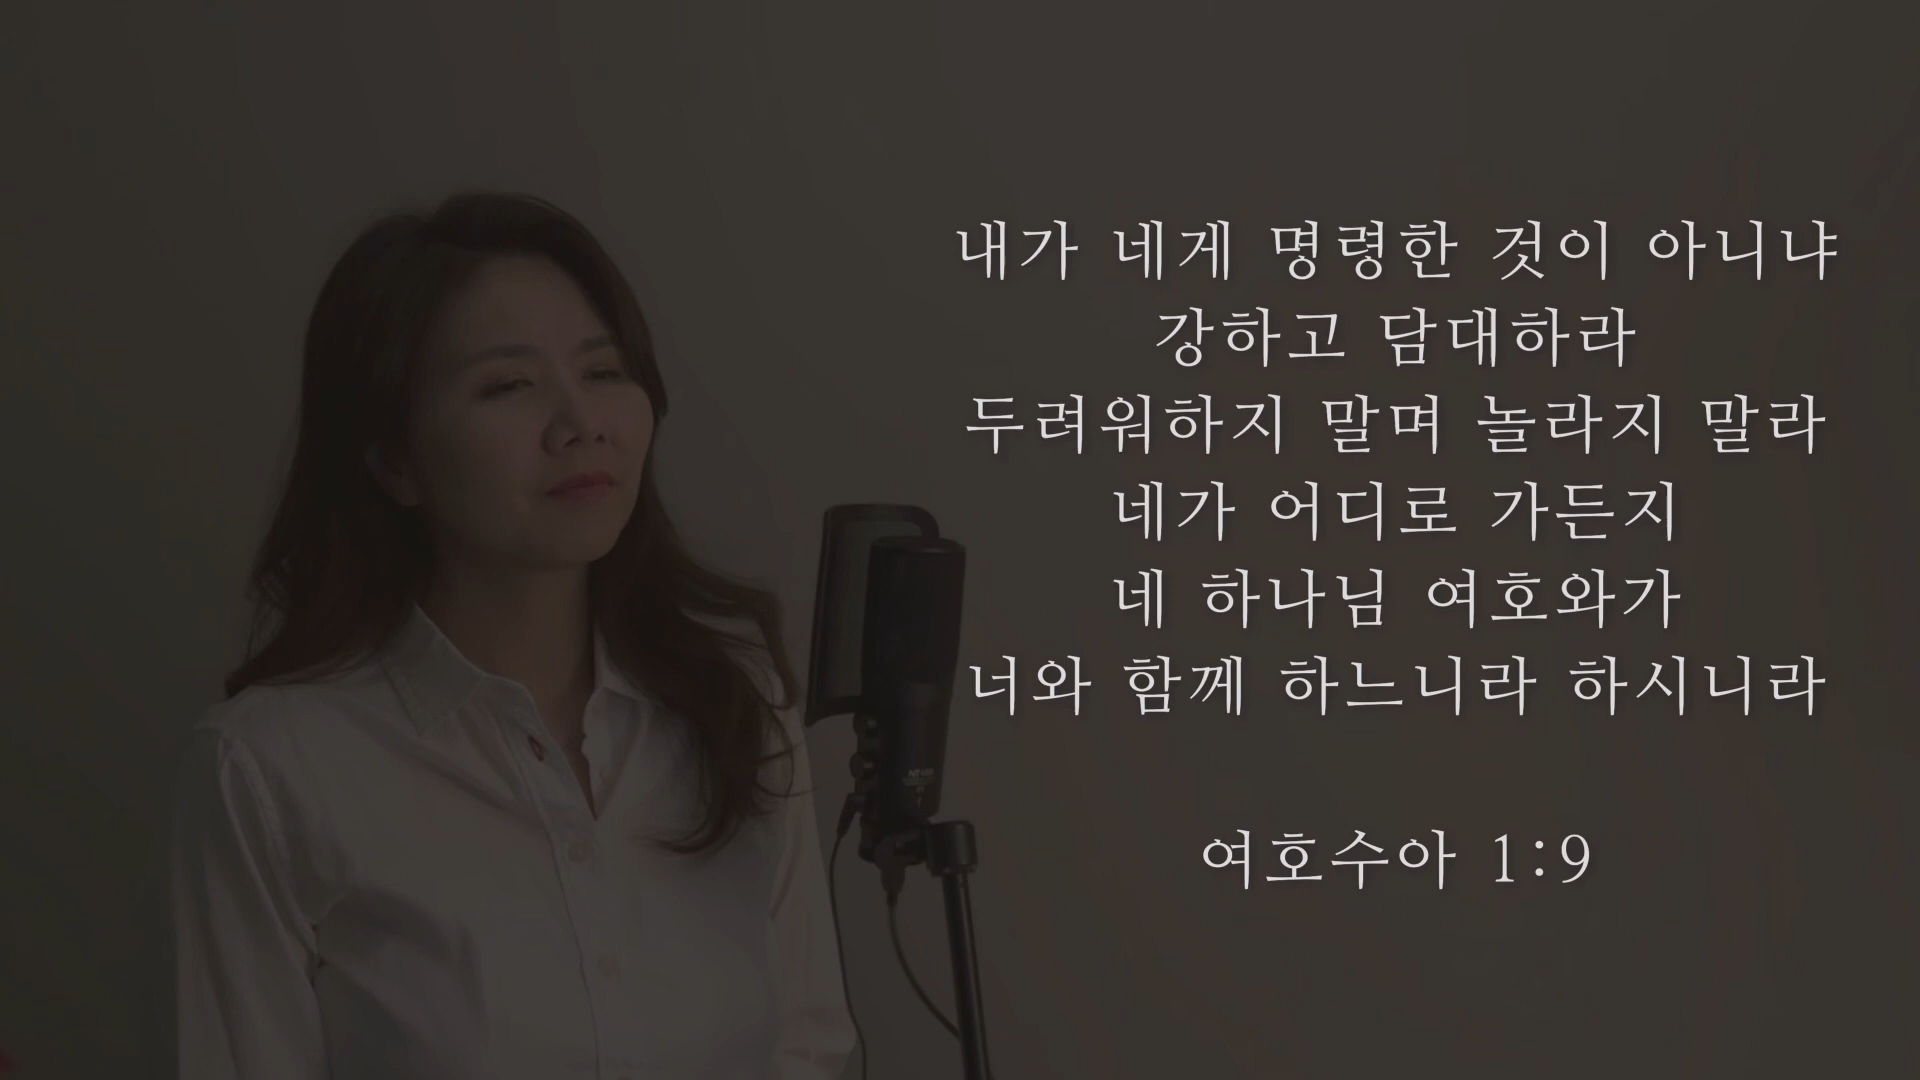 내가 네게 명령한 것이 아니냐
강하고 담대하라
두려워하지 말며 놀라지 말라
네가 어디로 가든지
네 하나님 여호와가
너와 함께 하느니라 하시니라
여호수아 1:9